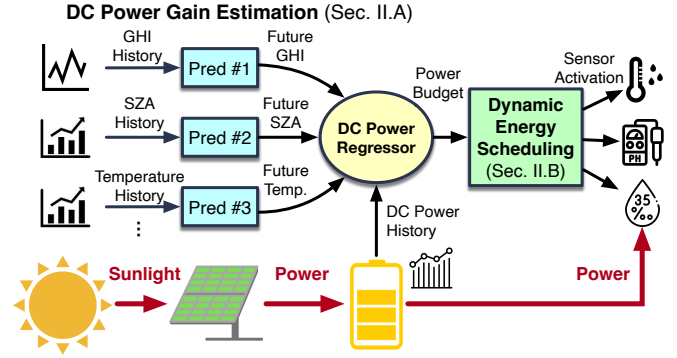 DC Power Gain Estimation (Sec. II.A)
GHI
History
Pred #1
Future
GHI
SZA
History
Pred #2
Future
SZA
Temperature
History
Pred #3
Future
Temp.
⋮
DC Power
Regressor
Power
Budget
Dynamic
Energy
Scheduling
(Sec. II.B)
Sensor
Activation
PH
35
‰
DC Power
History
Sunlight
Power
Power